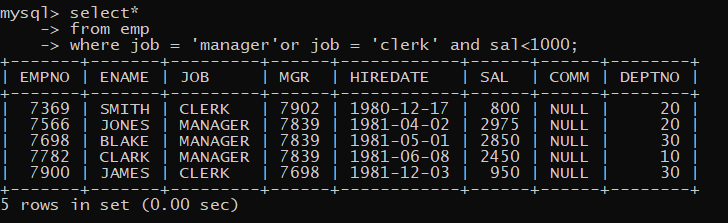 mysql> select*
    -> from emp
    -> where job = 'manager'or job = 'clerk' and sal<1000;
+-------+-------+---------+------+------------+------+------+--------+
| EMPNO | ENAME | JOB     | MGR  | HIREDATE   | SAL  | COMM | DEPTNO |
+-------+-------+---------+------+------------+------+------+--------+
|  7369 | SMITH | CLERK   | 7902 | 1980-12-17 |  800 | NULL |     20 |
|  7566 | JONES | MANAGER | 7839 | 1981-04-02 | 2975 | NULL |     20 |
|  7698 | BLAKE | MANAGER | 7839 | 1981-05-01 | 2850 | NULL |     30 |
|  7782 | CLARK | MANAGER | 7839 | 1981-06-08 | 2450 | NULL |     10 |
|  7900 | JAMES | CLERK   | 7698 | 1981-12-03 |  950 | NULL |     30 |
+-------+-------+---------+------+------------+------+------+--------+
5 rows in set (0.00 sec)